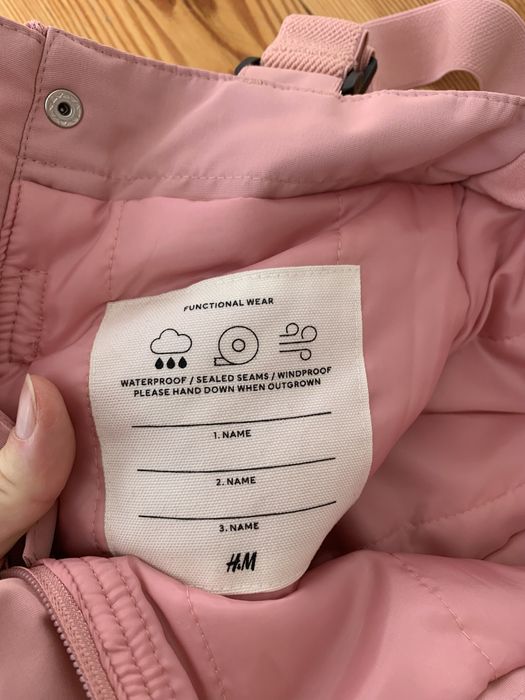 FUNCTIONAL WEAR
WATERPROOF / SEALED SEAMS / WINDPROOF
PLEASE HAND DOWN WHEN OUTGROWN
1. NAME
2. NAME
3. NAME
H&M